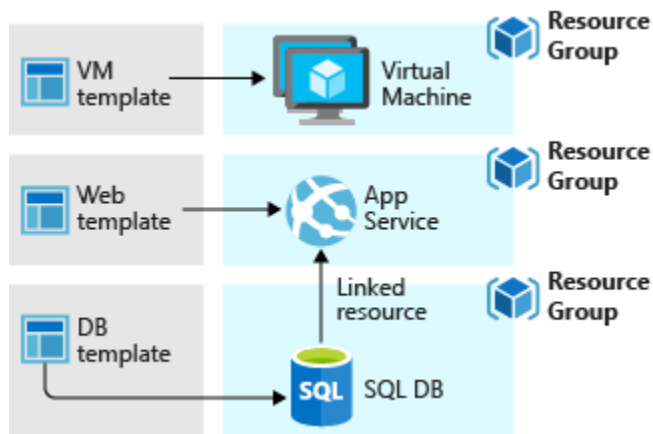 VM
template
Virtual
Machine
Resource
Group
Web
template
App
Service
Resource
Group
Linked
resource
DB
template
SQL
SQL DB
Resource
Group